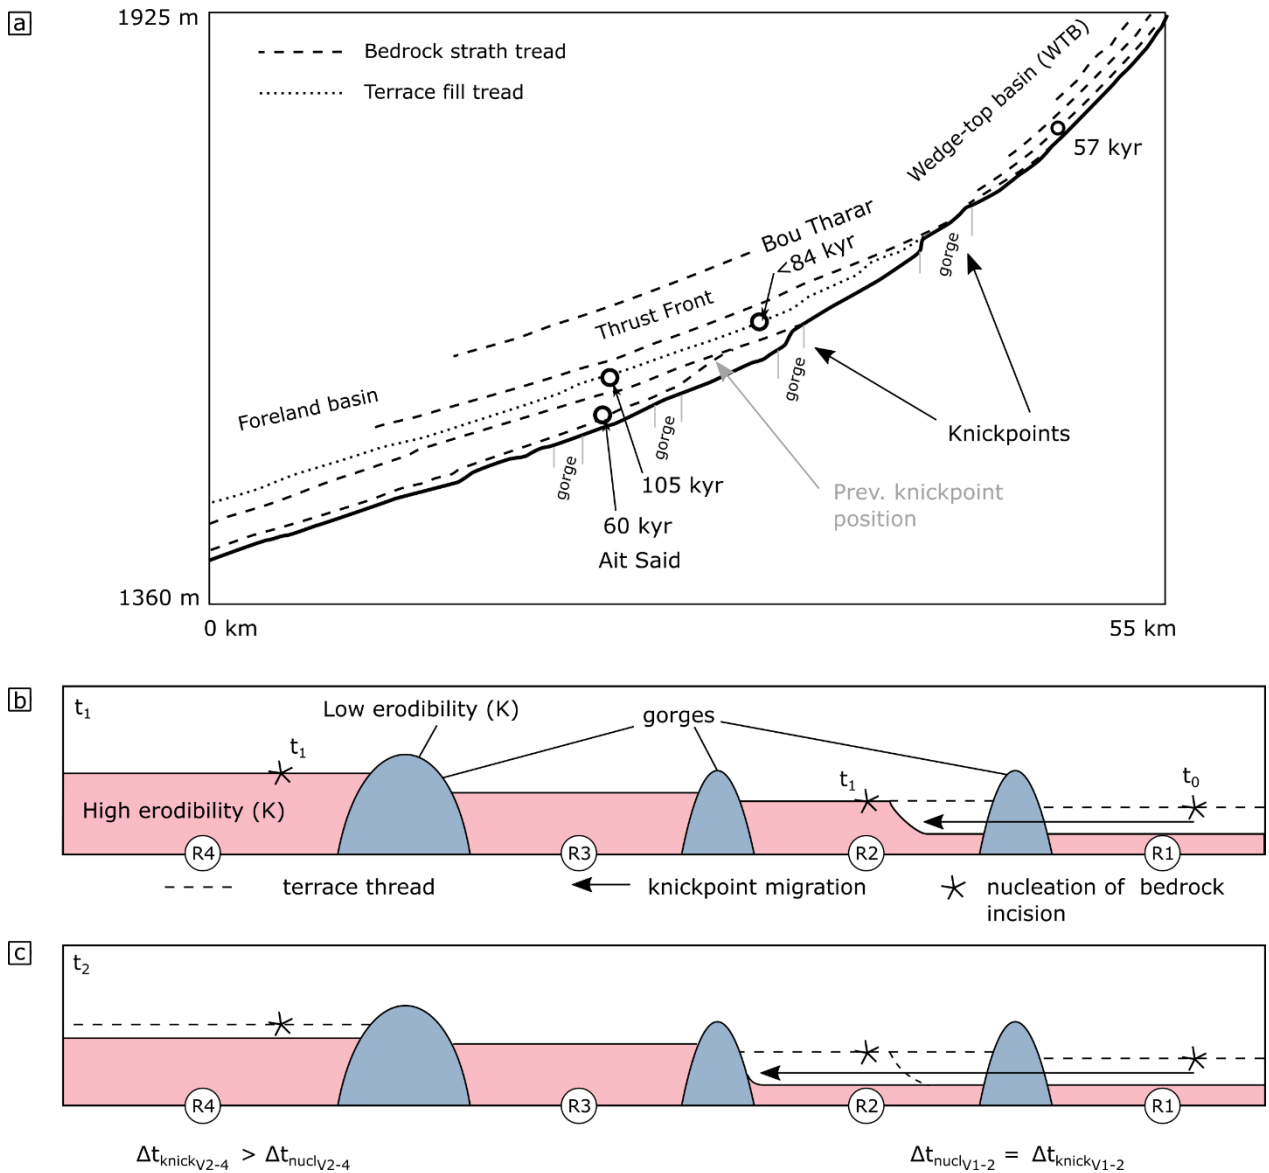 a
1925 m
Bedrock strath tread
Terrace fill tread
Wedge-top basin (WTB)
57 kyr
Bou Tharar
<84 kyr
Thrust Front
Foreland basin
gorge
gorge
gorge
gorge
Knickpoints
Prev. knickpoint
position
105 kyr
60 kyr
Ait Said
1360 m
0 km
55 km
b
t1
Low erodibility (K)
gorges
t1
t1
t0
High erodibility (K)
R4
R3
R2
R1
terrace thread
knickpoint migration
nucleation of bedrock
incision
c
t2
R4
R3
R2
R1
ΔtknickV2-4 > ΔtnuclV2-4
ΔtnuclV1-2 = ΔtknickV1-2